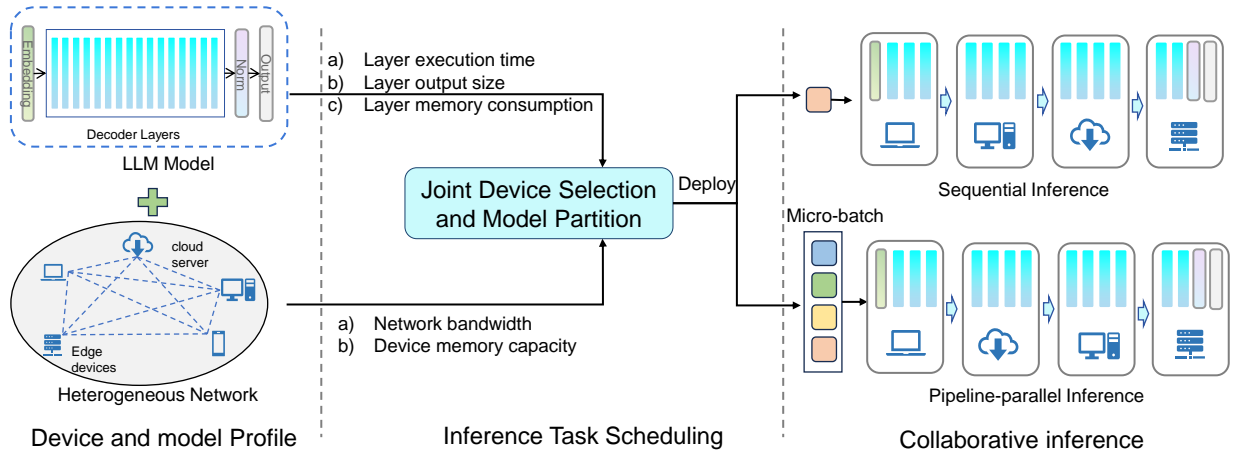 Embedding
Norm
Output
Decoder Layers
LLM Model
cloud
server
Edge
devices
Heterogeneous Network
Device and model Profile
a) Layer execution time
b) Layer output size
c) Layer memory consumption
Joint Device Selection
and Model Partition
Deploy
a) Network bandwidth
b) Device memory capacity
Inference Task Scheduling
Sequential Inference
Micro-batch
Pipeline-parallel Inference
Collaborative inference